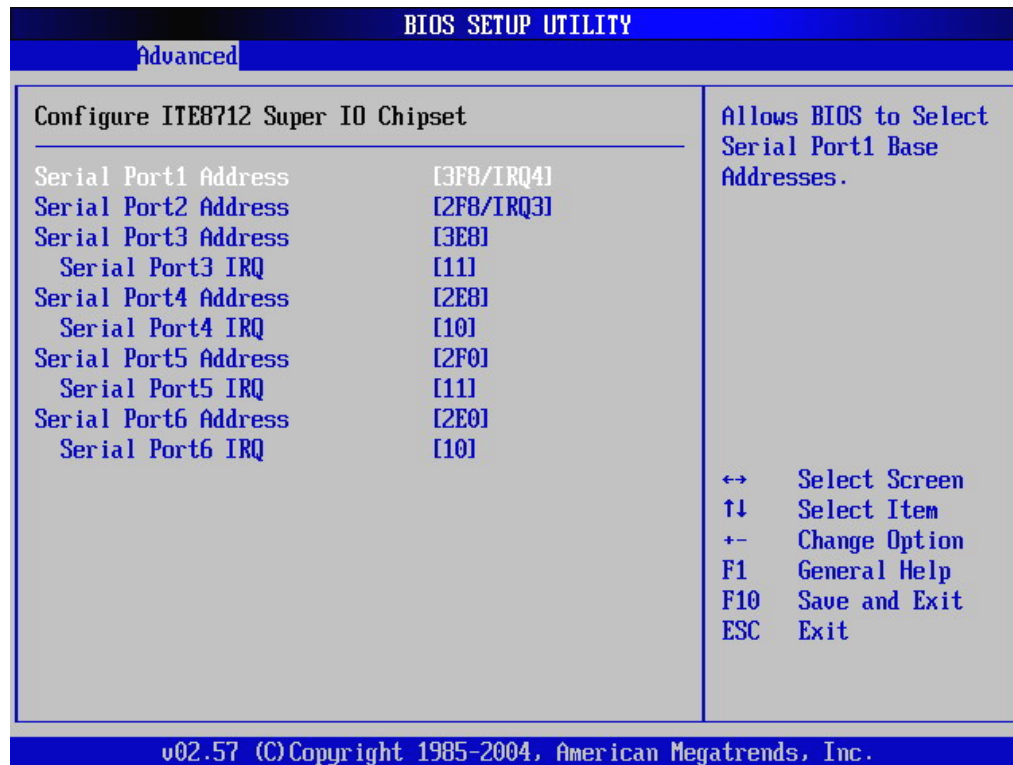 BIOS SETUP UTILITY
Advanced
Configure ITE8712 Super IO Chipset
Serial Port1 Address [3F8/IRQ4]
Serial Port2 Address [2F8/IRQ3]
Serial Port3 Address [3E8]
Serial Port3 IRQ [11]
Serial Port4 Address [2E8]
Serial Port4 IRQ [10]
Serial Port5 Address [2F0]
Serial Port5 IRQ [11]
Serial Port6 Address [2E0]
Serial Port6 IRQ [10]
Allows BIOS to Select
Serial Port1 Base
Addresses.
↔ Select Screen
↑↓ Select Item
+- Change Option
F1 General Help
F10 Save and Exit
ESC Exit
v02.57 (C)Copyright 1985-2004, American Megatrends, Inc.